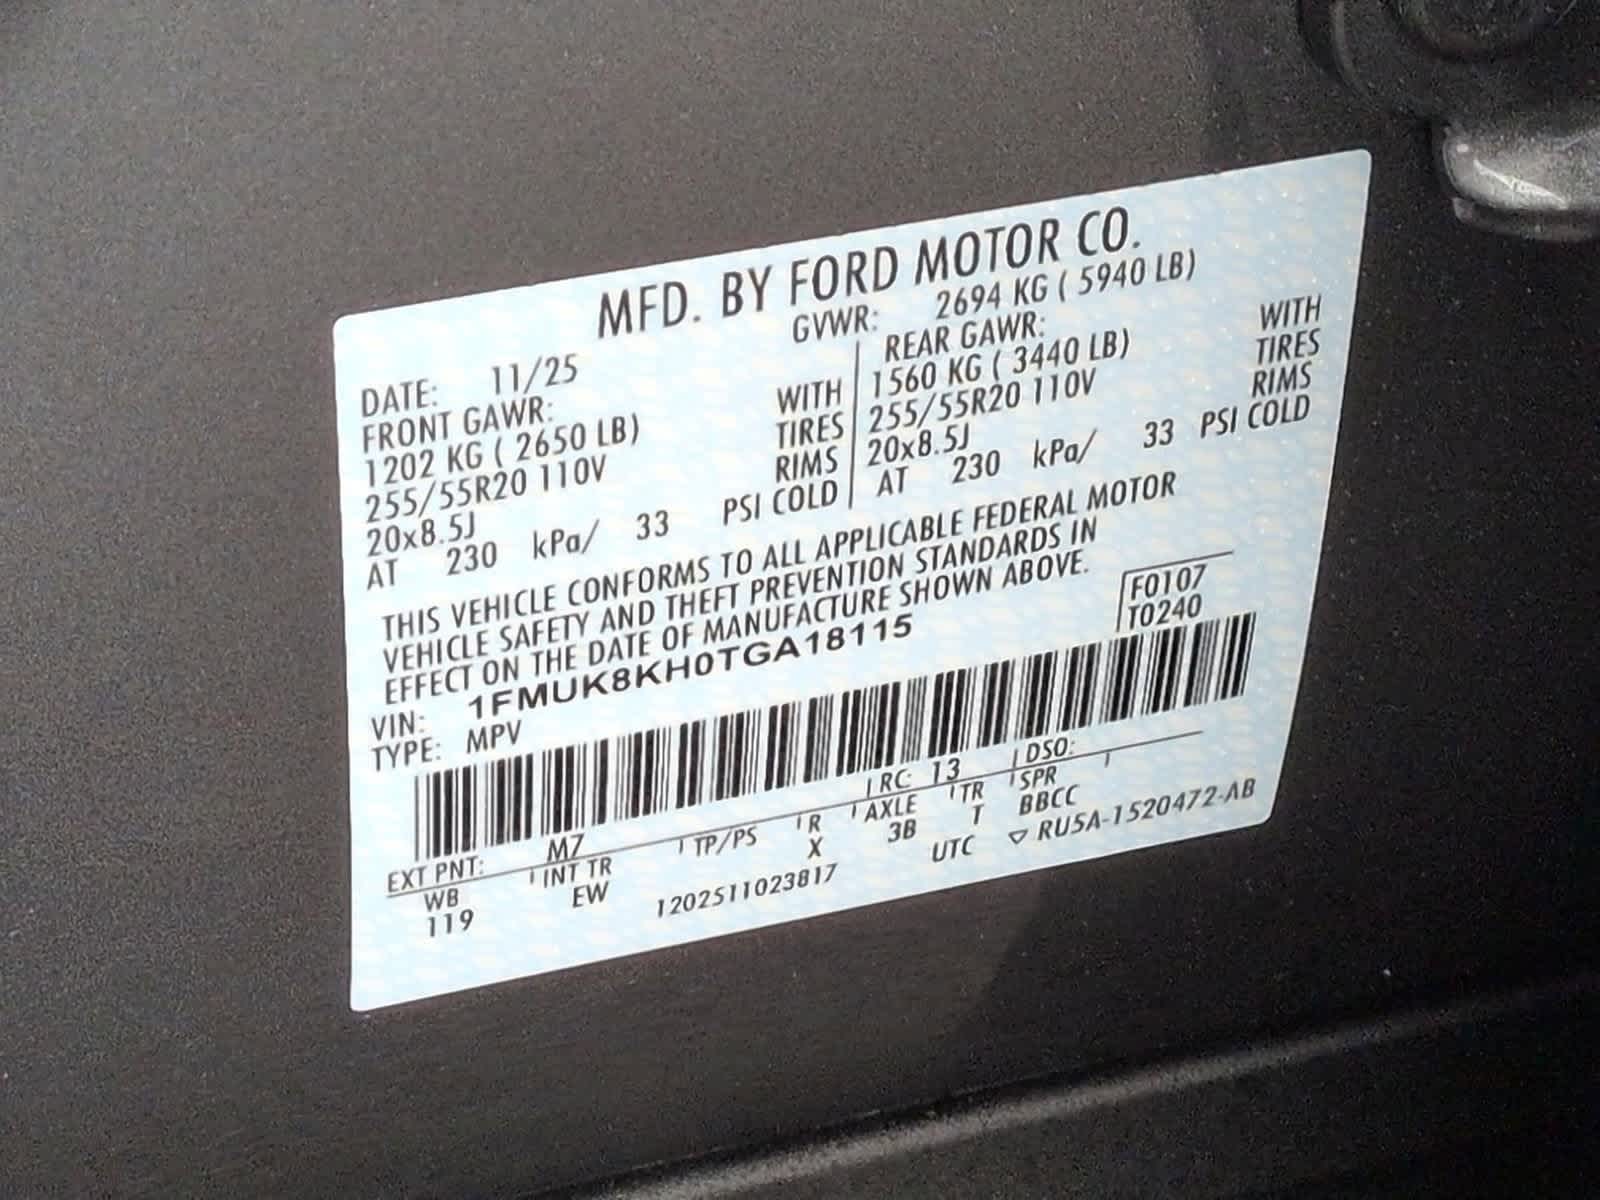 MFD. BY FORD MOTOR CO.
DATE: 11/25 GVWR: 2694 KG ( 5940 LB)
FRONT GAWR: REAR GAWR:
1202 KG ( 2650 LB) WITH 1560 KG ( 3440 LB) WITH
255/55R20 110V TIRES 255/55R20 110V TIRES
20x8.5J RIMS 20x8.5J RIMS
AT 230 kPa/ 33 PSI COLD AT 230 kPa/ 33 PSI COLD
THIS VEHICLE CONFORMS TO ALL APPLICABLE FEDERAL MOTOR
VEHICLE SAFETY AND THEFT PREVENTION STANDARDS IN
EFFECT ON THE DATE OF MANUFACTURE SHOWN ABOVE.
VIN: 1FMUK8KH0TGA18115 F0107
TYPE: MPV T0240
EXT PNT: M7 RC: 13 DSO:
WB INT TR TP/PS R AXLE TR SPR
119 EW X 3B T BBCC
1202511023817 UTC ▽ RU5A-1520472-AB